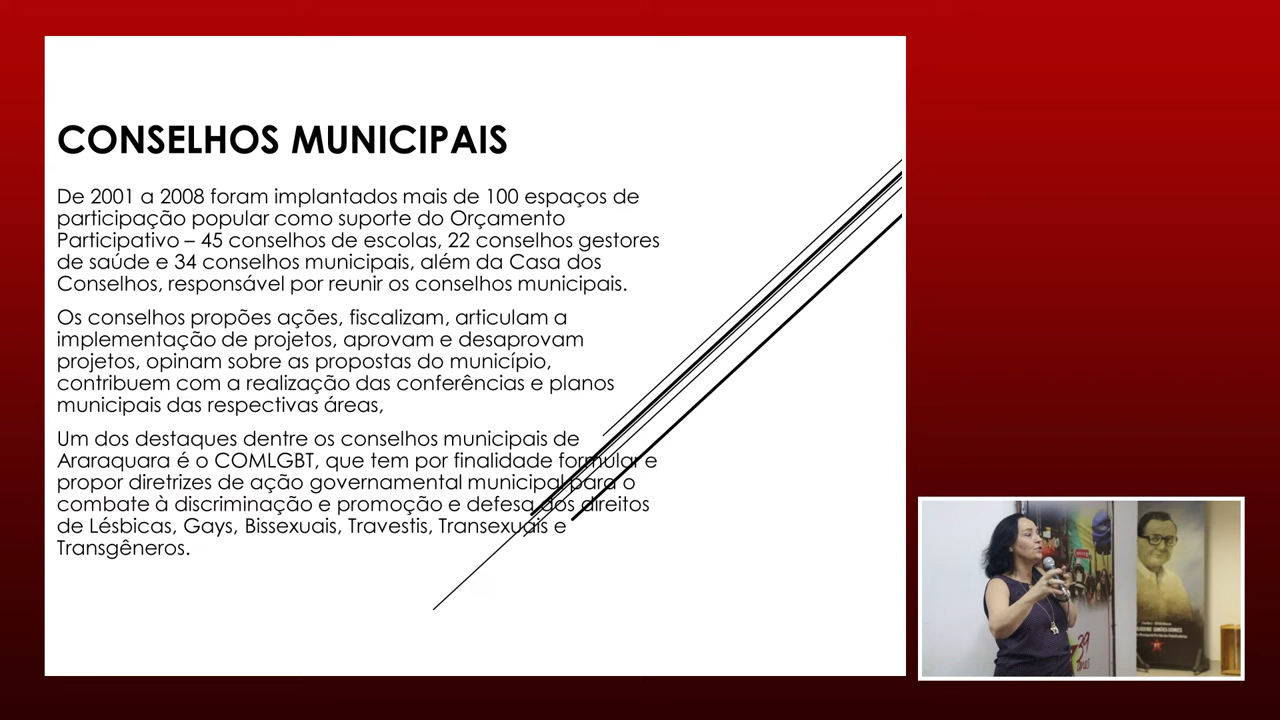 CONSELHOS MUNICIPAIS
De 2001 a 2008 foram implantados mais de 100 espaços de
participação popular como suporte do Orçamento
Participativo – 45 conselhos de escolas, 22 conselhos gestores
de saúde e 34 conselhos municipais, além da Casa dos
Conselhos, responsável por reunir os conselhos municipais.
Os conselhos propões ações, fiscalizam, articulam a
implementação de projetos, aprovam e desaprovam
projetos, opinam sobre as propostas do município,
contribuem com a realização das conferências e planos
municipais das respectivas áreas,
Um dos destaques dentre os conselhos municipais de
Araraquara é o COMLGBT, que tem por finalidade formular e
propor diretrizes de ação governamental municipal para o
combate à discriminação e promoção e defesa dos direitos
de Lésbicas, Gays, Bissexuais, Travestis, Transexuais e
Transgêneros.
39